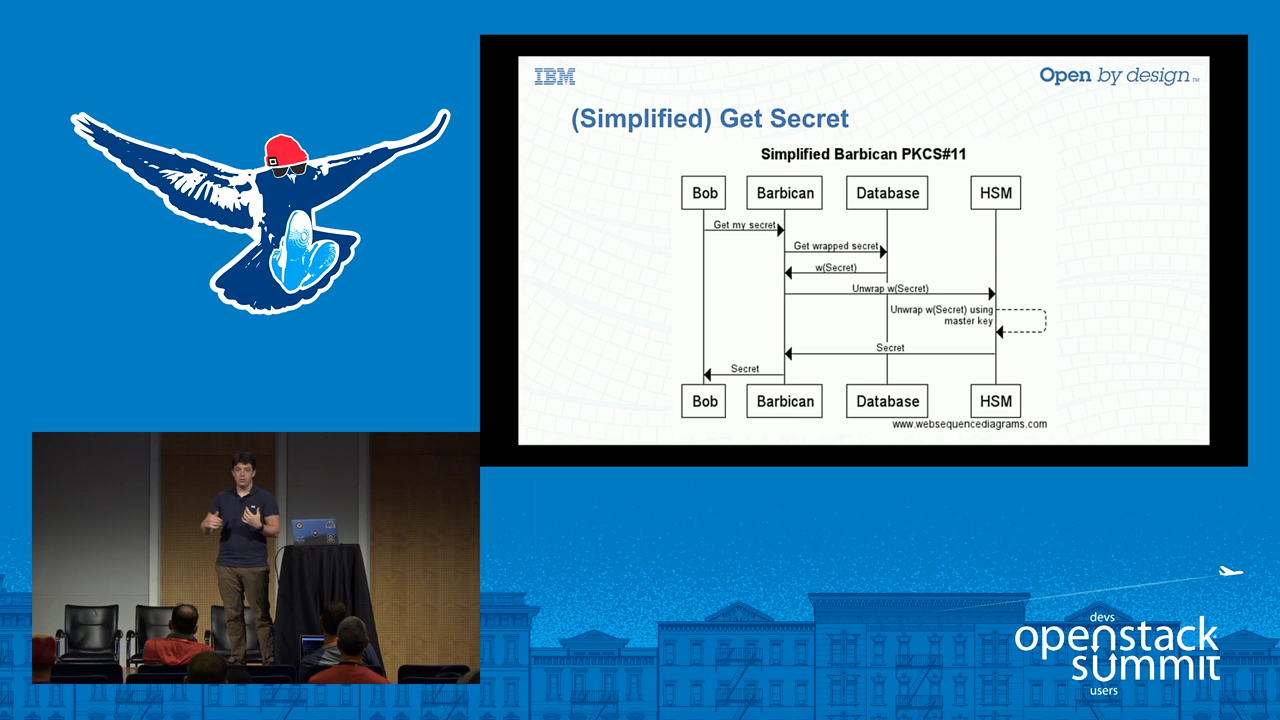 IBM
Open by design™
(Simplified) Get Secret
Simplified Barbican PKCS#11
Bob
Barbican
Database
HSM
Get my secret
Get wrapped secret
w(Secret)
Unwrap w(Secret)
Unwrap w(Secret) using
master key
Secret
Secret
Bob
Barbican
Database
HSM
www.websequencediagrams.com
devs
openstack
summit
users